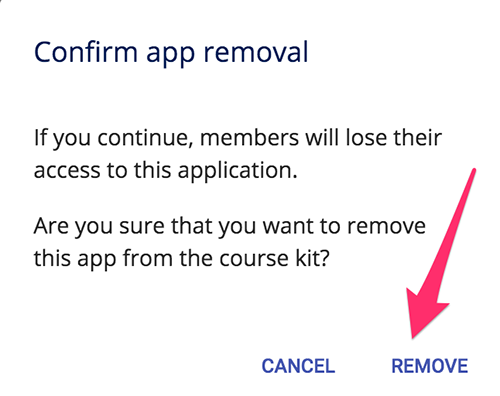 Confirm app removal
If you continue, members will lose their
access to this application.
Are you sure that you want to remove
this app from the course kit?
CANCEL REMOVE